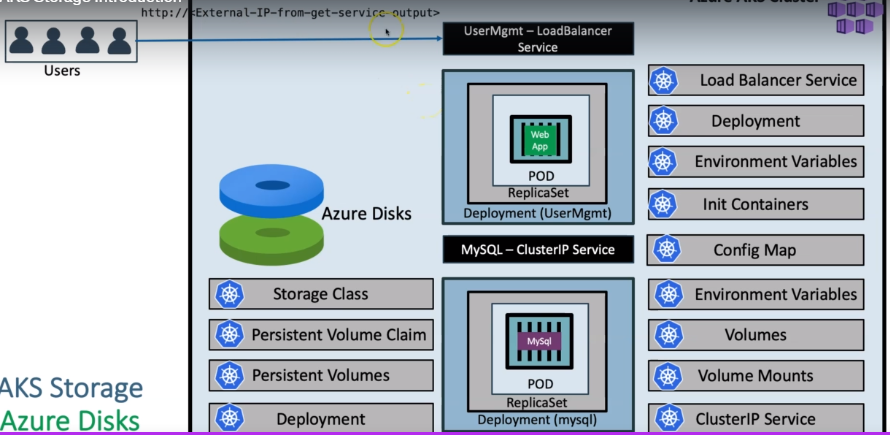 AKS Storage Introduction
http://<External-IP-from-get-service-output>
Azure AKS Cluster
Users
UserMgmt – LoadBalancer
Service
Web
App
POD
ReplicaSet
Deployment (UserMgmt)
Azure Disks
MySQL – ClusterIP Service
MySql
POD
ReplicaSet
Deployment (mysql)
Storage Class
Persistent Volume Claim
Persistent Volumes
Deployment
Load Balancer Service
Deployment
Environment Variables
Init Containers
Config Map
Environment Variables
Volumes
Volume Mounts
ClusterIP Service
AKS Storage
Azure Disks